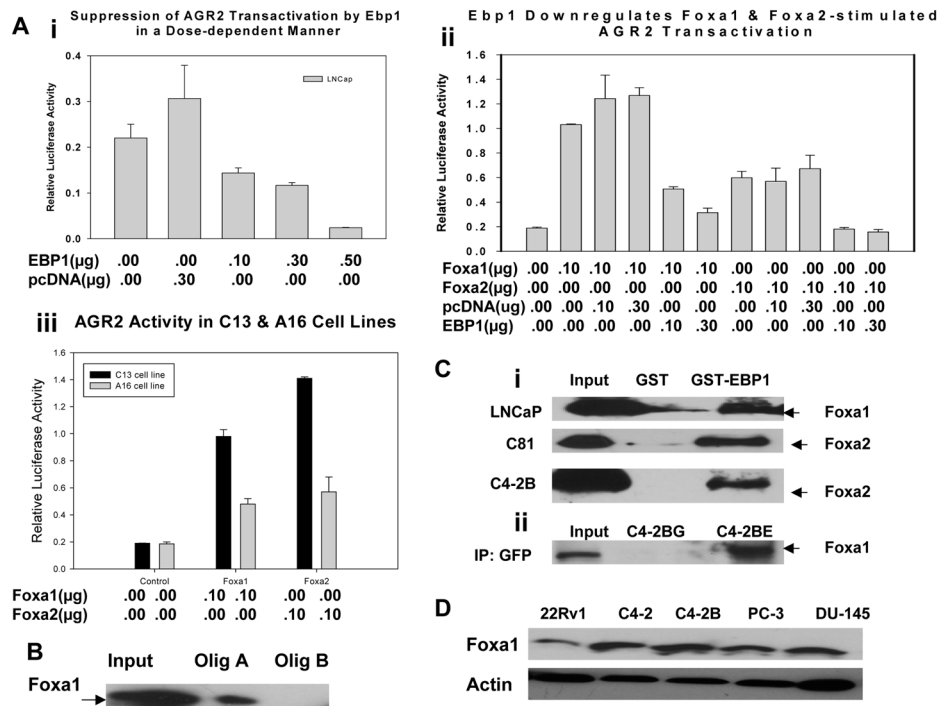 A
i
Suppression of AGR2 Transactivation by Ebp1
in a Dose-dependent Manner
Relative Luciferase Activity
0.4
0.3
0.2
0.1
0.0
LNCap
EBP1(µg) .00 .00 .10 .30 .50
pcDNA(µg) .00 .30 .00 .00 .00
ii
Ebp1 Downregulates Foxa1 & Foxa2-stimulated
AGR2 Transactivation
Relative Luciferase Activity
1.6
1.4
1.2
1.0
0.8
0.6
0.4
0.2
0.0
Foxa1(µg) .00 .10 .10 .10 .10 .10 .00 .00 .00 .00 .00
Foxa2(µg) .00 .00 .00 .00 .00 .00 .10 .10 .10 .10 .10
pcDNA(ug) .00 .00 .10 .30 .00 .00 .00 .10 .30 .00 .00
EBP1(µg) .00 .00 .00 .00 .10 .30 .00 .00 .00 .10 .30
iii
AGR2 Activity in C13 & A16 Cell Lines
Relative Luciferase Activity
1.6
1.4
1.2
1.0
0.8
0.6
0.4
0.2
0.0
C13 cell line
A16 cell line
Control Foxa1 Foxa2
Foxa1(µg) .00 .00 .10 .10 .00 .00
Foxa2(µg) .00 .00 .00 .00 .10 .10
B
Input Olig A Olig B
Foxa1
C
i
Input GST GST-EBP1
LNCaP Foxa1
C81 Foxa2
C4-2B Foxa2
ii
Input C4-2BG C4-2BE
IP: GFP Foxa1
D
22Rv1 C4-2 C4-2B PC-3 DU-145
Foxa1
Actin